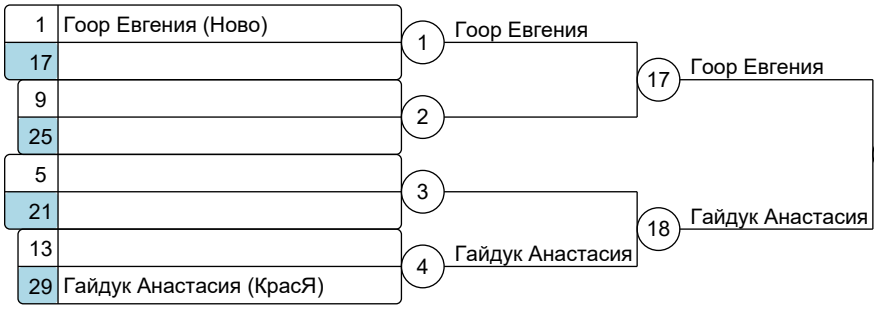 1 Гоор Евгения (Ново)
17
9
25
5
21
13
29 Гайдук Анастасия (КрасЯ)
1 Гоор Евгения
2
3
4 Гайдук Анастасия
17 Гоор Евгения
18 Гайдук Анастасия